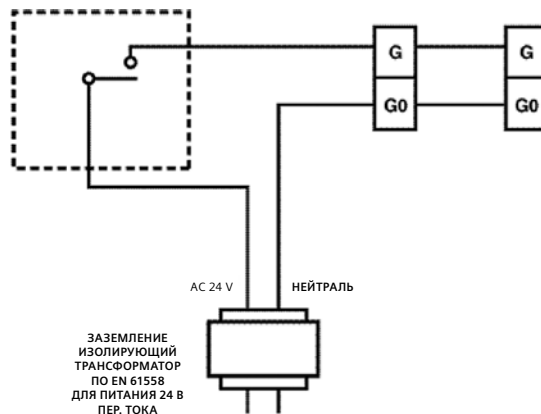 G
G
G0
G0
AC 24 V
НЕЙТРАЛЬ
ЗАЗЕМЛЕНИЕ
ИЗОЛИРУЮЩИЙ
ТРАНСФОРМАТОР
ПО EN 61558
ДЛЯ ПИТАНИЯ 24 В
ПЕР. ТОКА